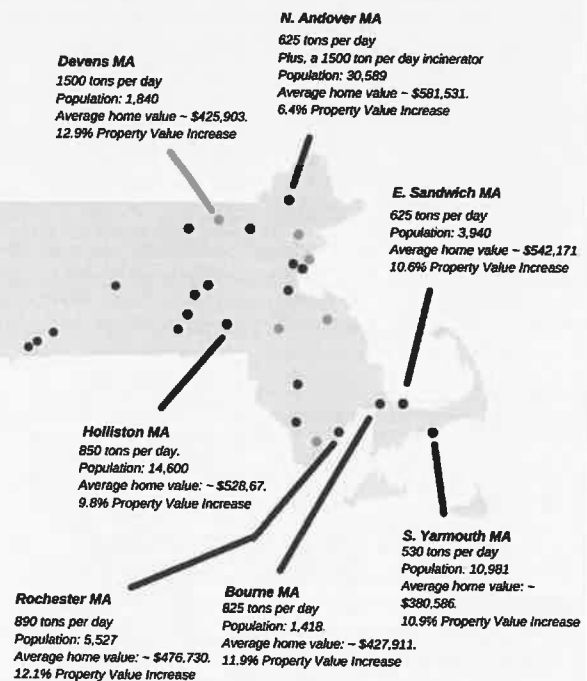 N. Andover MA
625 tons per day
Plus, a 1500 ton per day incinerator
Population: 30,589
Average home value ~ $581,531.
6.4% Property Value Increase
Devens MA
1500 tons per day
Population: 1,840
Average home value ~ $425,903.
12.9% Property Value Increase
E. Sandwich MA
625 tons per day
Population: 3,940
Average home value ~ $542,171
10.6% Property Value Increase
Holliston MA
850 tons per day.
Population: 14,600
Average home value: ~ $528,67.
9.8% Property Value Increase
S. Yarmouth MA
530 tons per day
Population: 10,981
Average home value: ~
$380,586.
10.9% Property Value Increase
Rochester MA
890 tons per day
Population: 5,527
Average home value: ~ $476,730.
12.1% Property Value Increase
Bourne MA
825 tons per day
Population: 1,418.
Average home value: ~ $427,911.
11.9% Property Value Increase